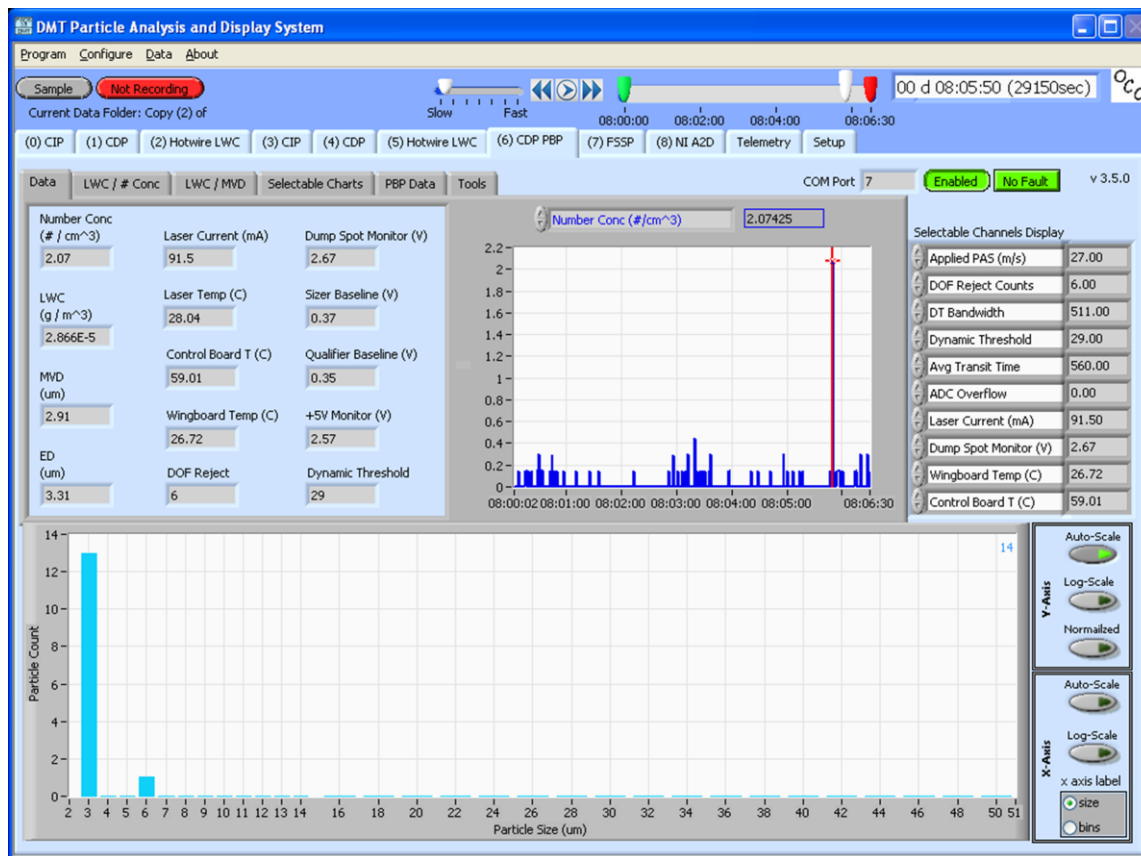 DMT Particle Analysis and Display System
Program Configure Data About
Sample Not Recording
Slow Fast
08:00:00 08:02:00 08:04:00 08:06:30
00 d 08:05:50 (29150sec)
Current Data Folder: Copy (2) of
(0) CIP (1) CDP (2) Hotwire LWC (3) CIP (4) CDP (5) Hotwire LWC (6) CDP PBP (7) FSSP (8) NI A2D Telemetry Setup
Data LWC / # Conc LWC / MVD Selectable Charts PBP Data Tools
COM Port 7 Enabled No Fault v 3.5.0
Number Conc
(# / cm^3)
2.07
LWC
(g / m^3)
2.866E-5
MVD
(um)
2.91
ED
(um)
3.31
Laser Current (mA)
91.5
Laser Temp (C)
28.04
Control Board T (C)
59.01
Wingboard Temp (C)
26.72
DOF Reject
6
Dump Spot Monitor (V)
2.67
Sizer Baseline (V)
0.37
Qualifier Baseline (V)
0.35
+5V Monitor (V)
2.57
Dynamic Threshold
29
Number Conc (#/cm^3) 2.07425
2.2
2
1.8
1.6
1.4
1.2
1
0.8
0.6
0.4
0.2
0
08:00:02 08:01:00 08:02:00 08:03:00 08:04:00 08:05:00 08:06:30
Selectable Channels Display
Applied PAS (m/s) 27.00
DOF Reject Counts 6.00
DT Bandwidth 511.00
Dynamic Threshold 29.00
Avg Transit Time 560.00
ADC Overflow 0.00
Laser Current (mA) 91.50
Dump Spot Monitor (V) 2.67
Wingboard Temp (C) 26.72
Control Board T (C) 59.01
14
12
10
8
6
4
2
0
Particle Count
14
2 3 4 5 6 7 8 9 10 11 12 13 14 16 18 20 22 24 26 28 30 32 34 36 38 40 42 44 46 48 50 51
Particle Size (um)
Y-Axis
Auto-Scale
Log-Scale
Normailzed
X-Axis
Auto-Scale
Log-Scale
x axis label
size
bins